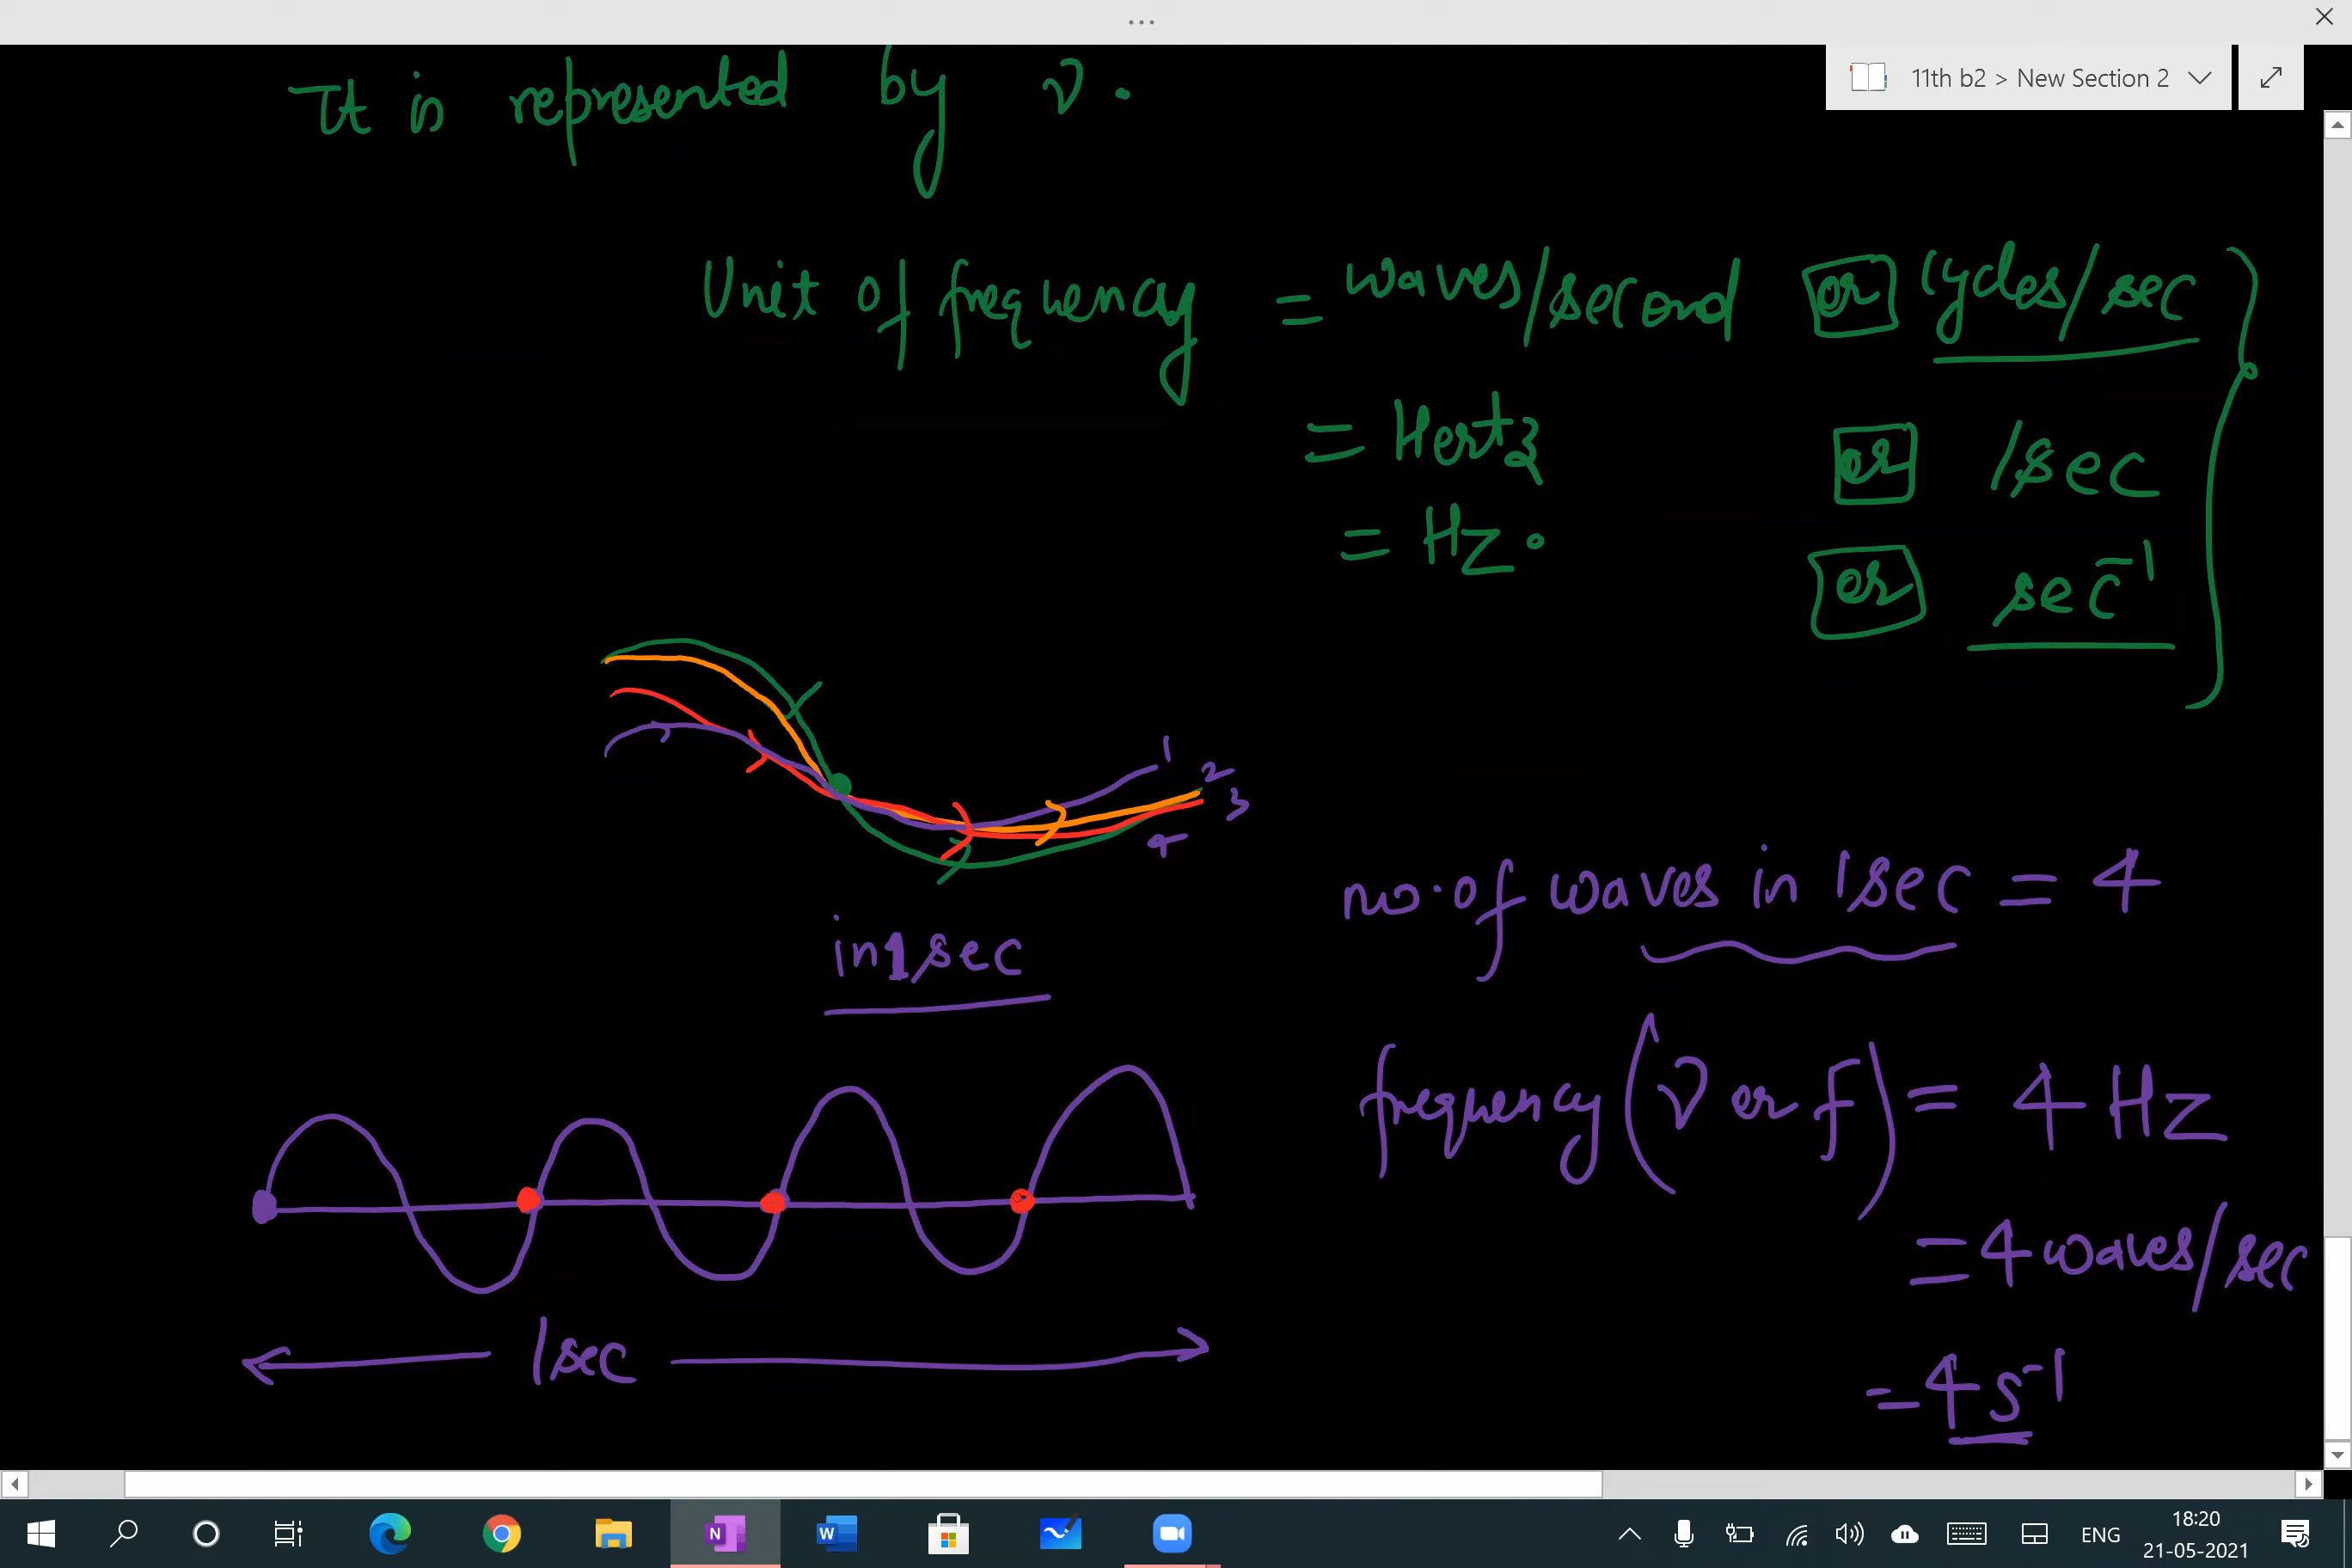 11th b2 > New Section 2
It is represented by ν.
Unit of frequency = waves/second or cycles/sec
= Hertz or /sec
= Hz. or sec⁻¹
1
2
3
4
no. of waves in 1sec = 4
in 1sec
frequency (ν or f) = 4 Hz
= 4 waves/sec
1sec
= 4 s⁻¹
ENG
18:20
21-05-2021